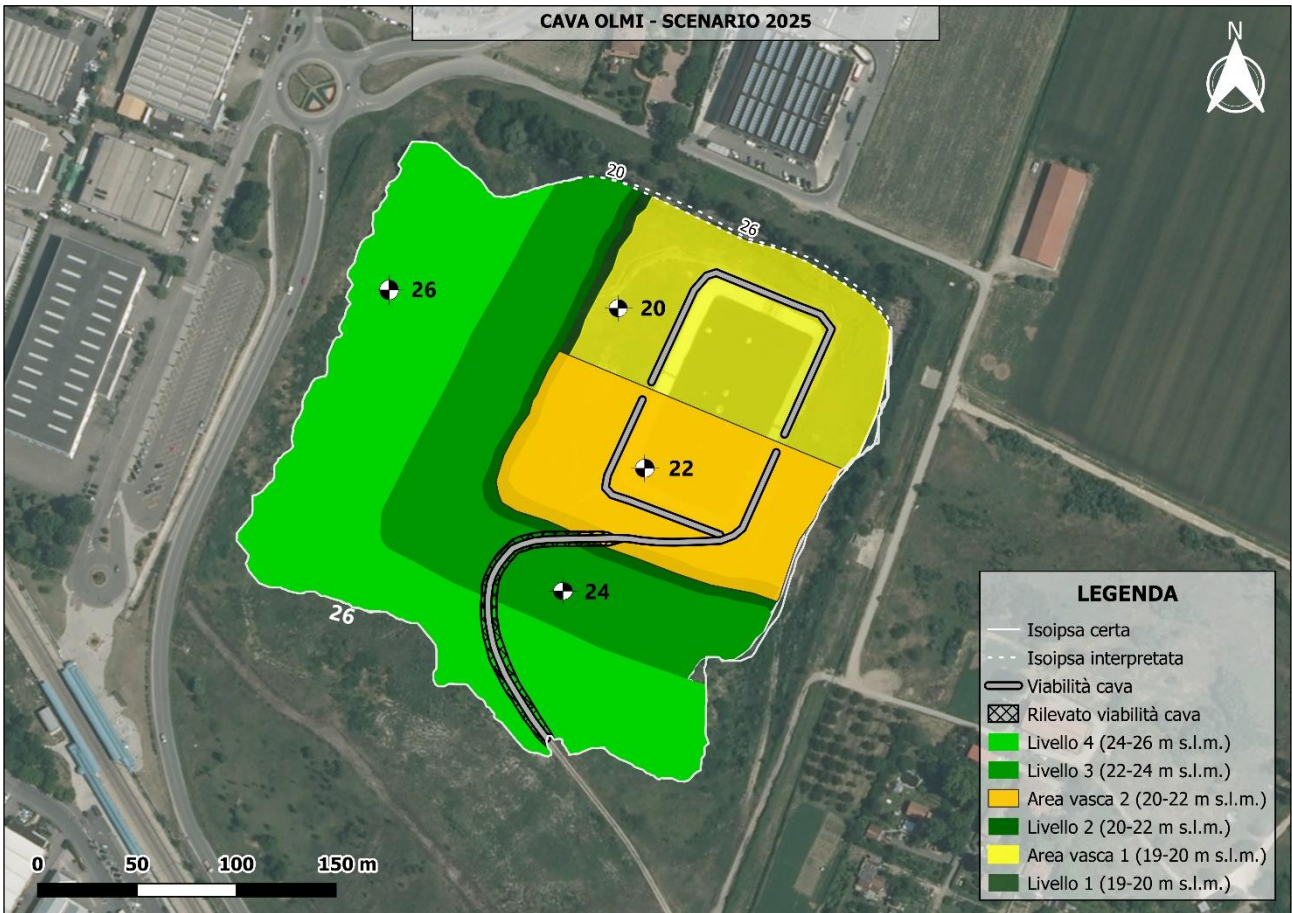 CAVA OLMI - SCENARIO 2025
N
20
26
26
20
22
24
26
LEGENDA
Isoipsa certa
Isoipsa interpretata
Viabilità cava
Rilevato viabilità cava
Livello 4 (24-26 m s.l.m.)
Livello 3 (22-24 m s.l.m.)
Area vasca 2 (20-22 m s.l.m.)
Livello 2 (20-22 m s.l.m.)
Area vasca 1 (19-20 m s.l.m.)
Livello 1 (19-20 m s.l.m.)
0 50 100 150 m